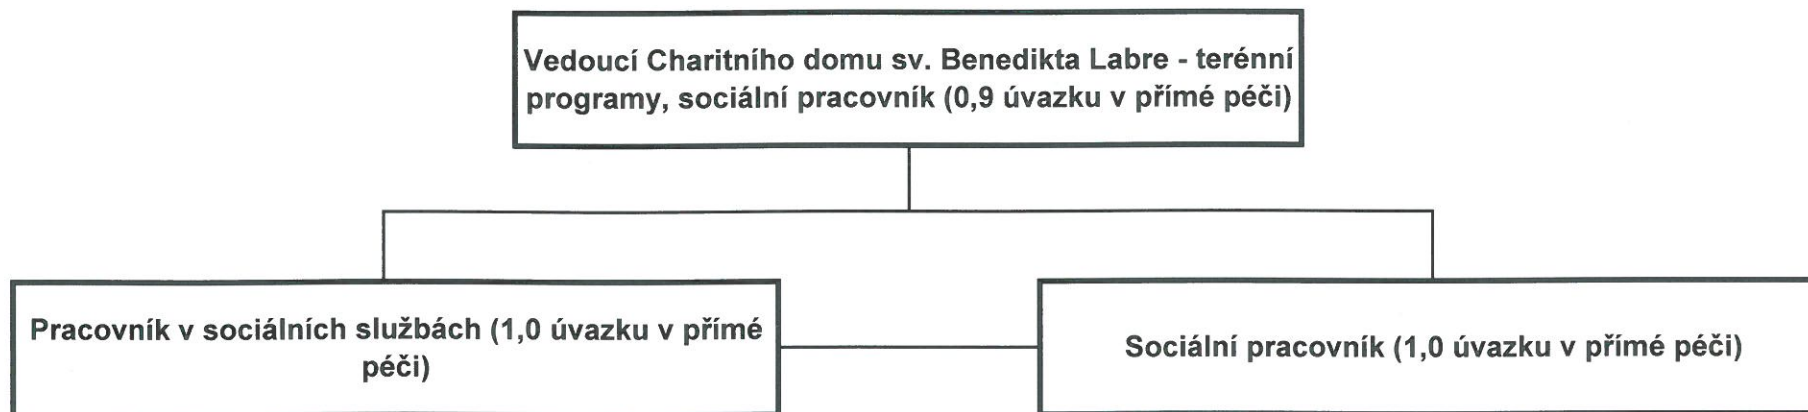 Vedoucí Charitního domu sv. Benedikta Labre - terénní
programy, sociální pracovník (0,9 úvazku v přímé péči)
Pracovník v sociálních službách (1,0 úvazku v přímé
péči)
Sociální pracovník (1,0 úvazku v přímé péči)